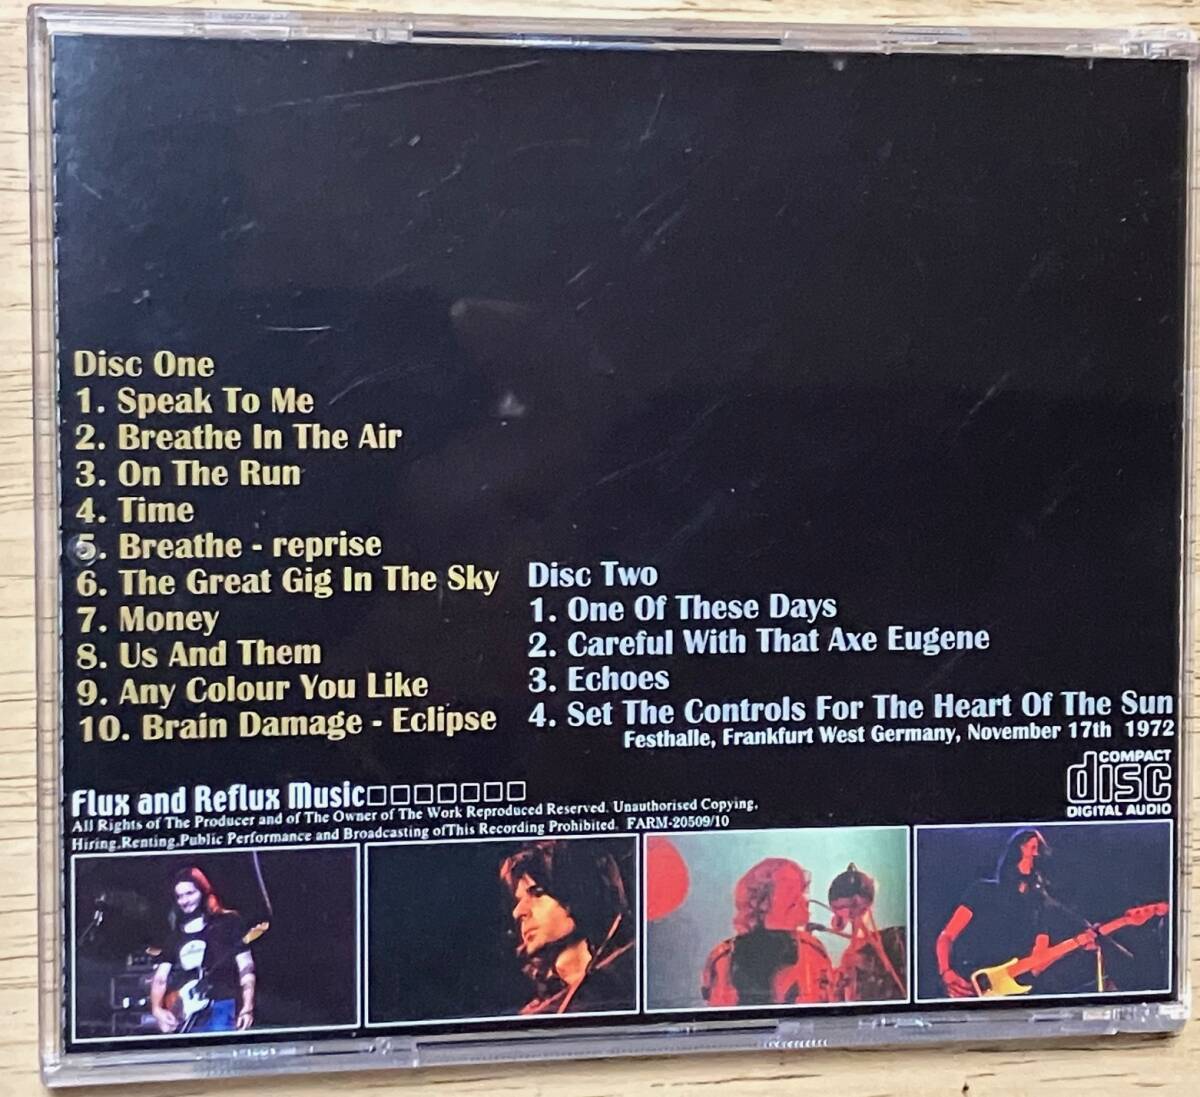 Disc One
1. Speak To Me
2. Breathe In The Air
3. On The Run
4. Time
5. Breathe - reprise
6. The Great Gig In The Sky
7. Money
8. Us And Them
9. Any Colour You Like
10. Brain Damage - Eclipse
Disc Two
1. One Of These Days
2. Careful With That Axe Eugene
3. Echoes
4. Set The Controls For The Heart Of The Sun
Festhalle, Frankfurt West Germany, November 17th 1972
COMPACT
disc
DIGITAL AUDIO
Flux and Reflux Music□□□□□□□
All Rights of The Producer and of The Owner of The Work Reproduced Reserved. Unauthorised Copying,
Hiring,Renting,Public Performance and Broadcasting ofThis Recording Prohibited. FARM-20509/10